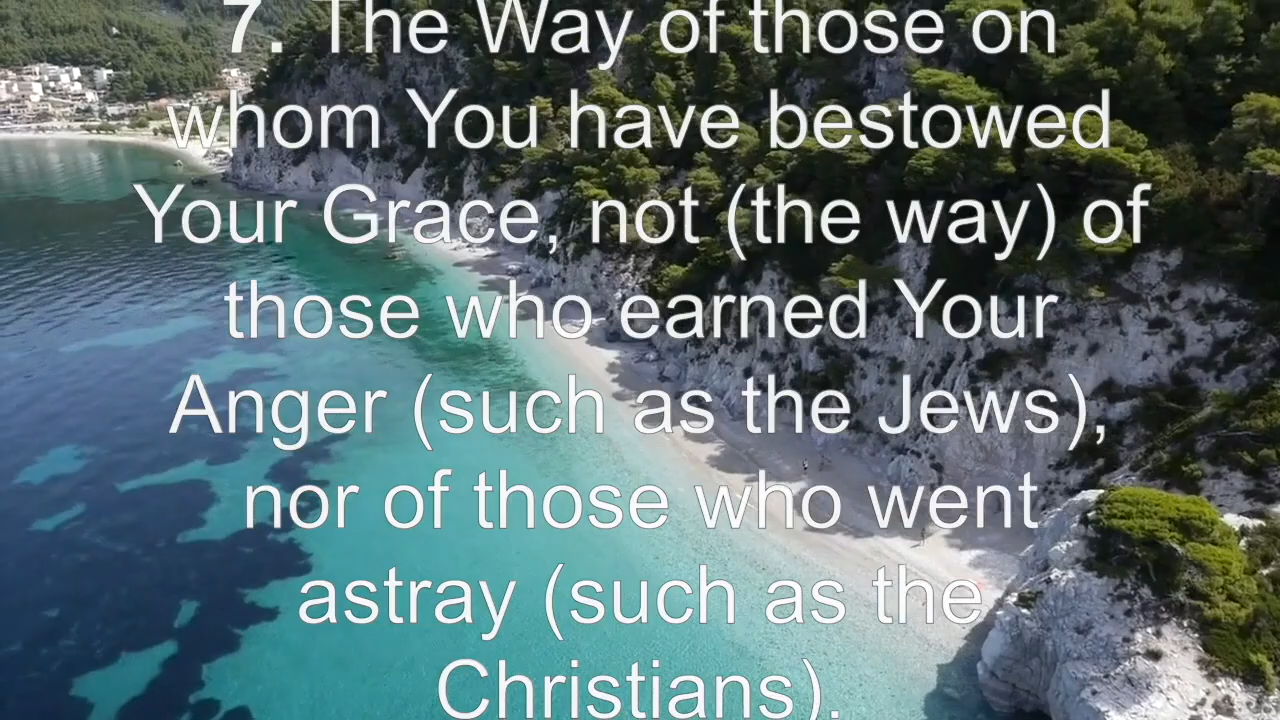 7. The Way of those on
whom You have bestowed
Your Grace, not (the way) of
those who earned Your
Anger (such as the Jews),
nor of those who went
astray (such as the
Christians).